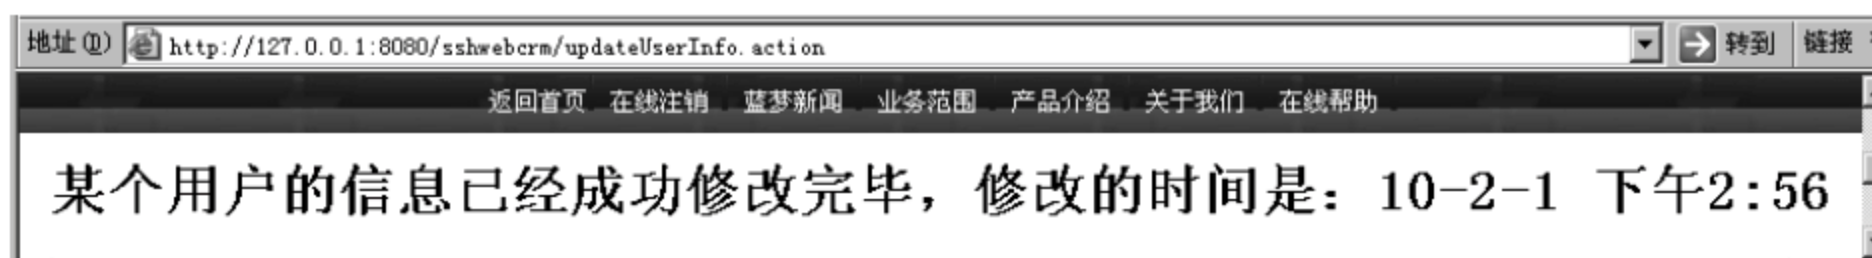 地址(D) http://127.0.0.1:8080/sshwebcrm/updateUserInfo.action 转到 链接
返回首页 在线注销 蓝梦新闻 业务范围 产品介绍 关于我们 在线帮助
某个用户的信息已经成功修改完毕，修改的时间是：10-2-1 下午2:56